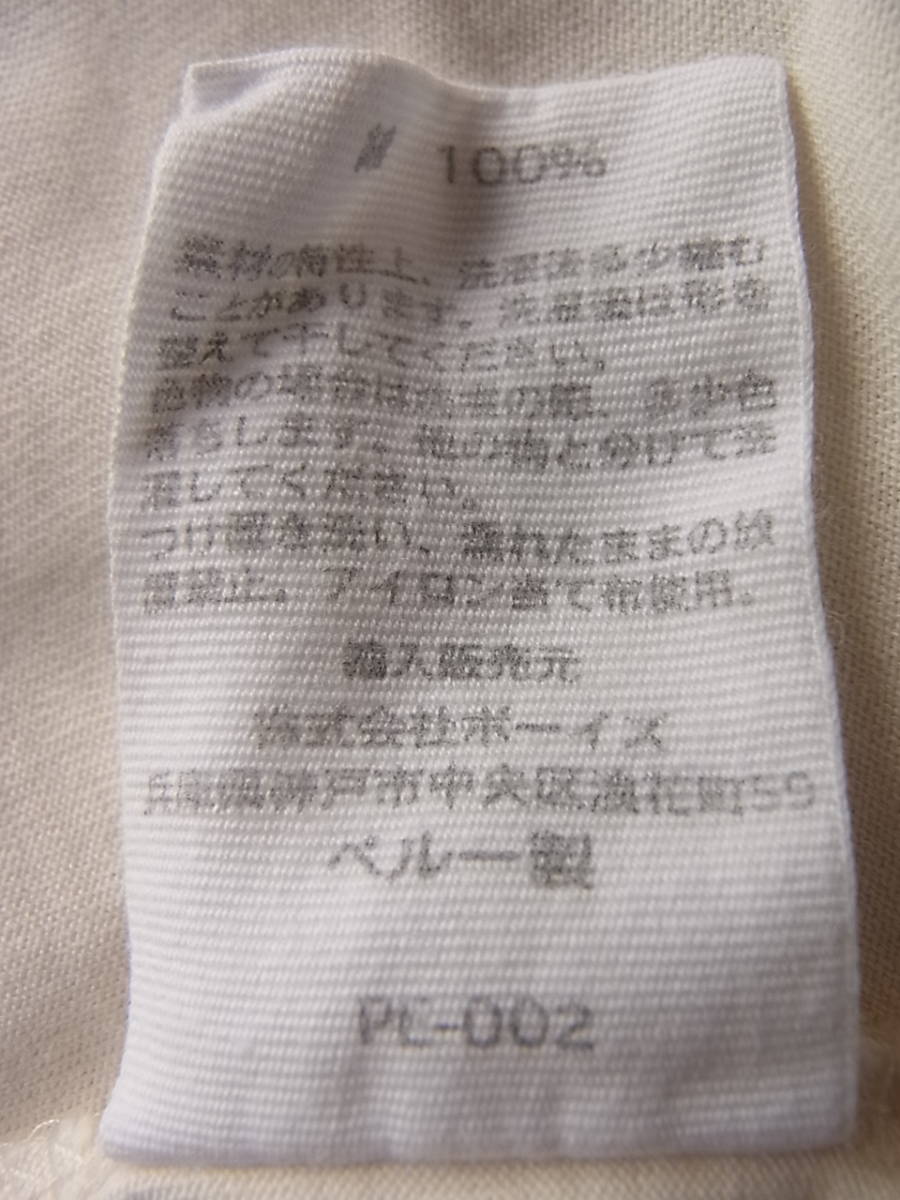 100%
素材の特性上、洗濯後多少縮む
ことがあります。洗濯後は形を
整えて干してください。
色物の場合は洗濯の際、多少色
落ちします。他の物と分けて洗
濯してください。
つけ置き洗い、濡れたままの放
置禁止。アイロン当て布使用。
輸入販売元
株式会社ボーイズ
兵庫県神戸市中央区浪花町59
ペルー製
PE-002